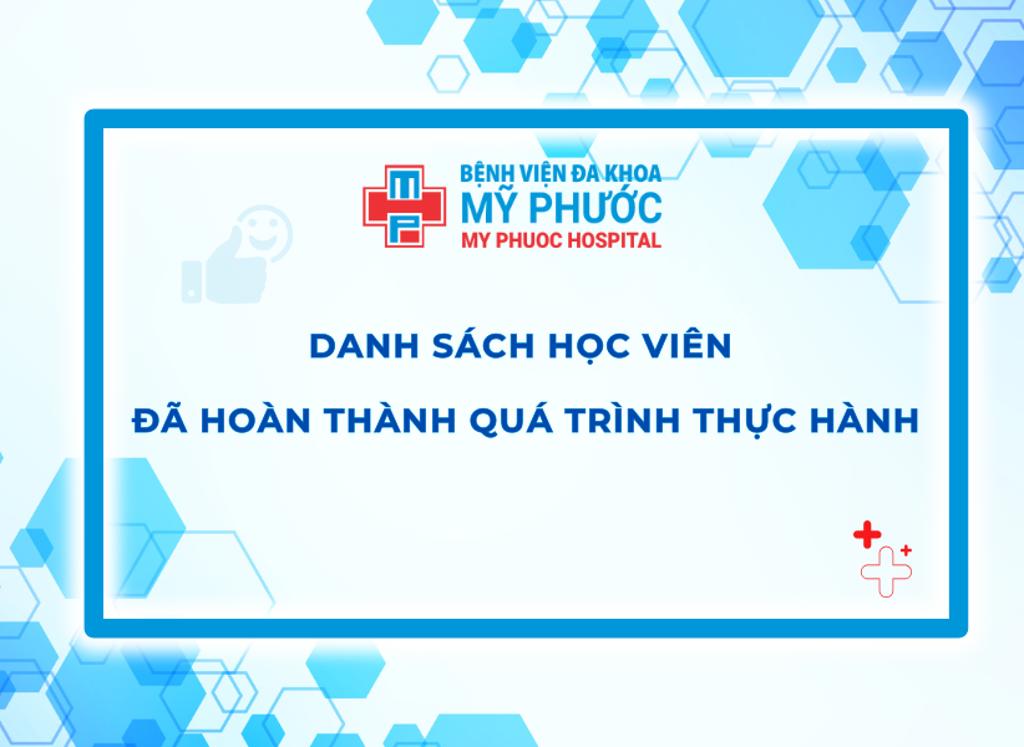 BỆNH VIỆN ĐA KHOA
MỸ PHƯỚC
MY PHUOC HOSPITAL
DANH SÁCH HỌC VIÊN
ĐÃ HOÀN THÀNH QUÁ TRÌNH THỰC HÀNH